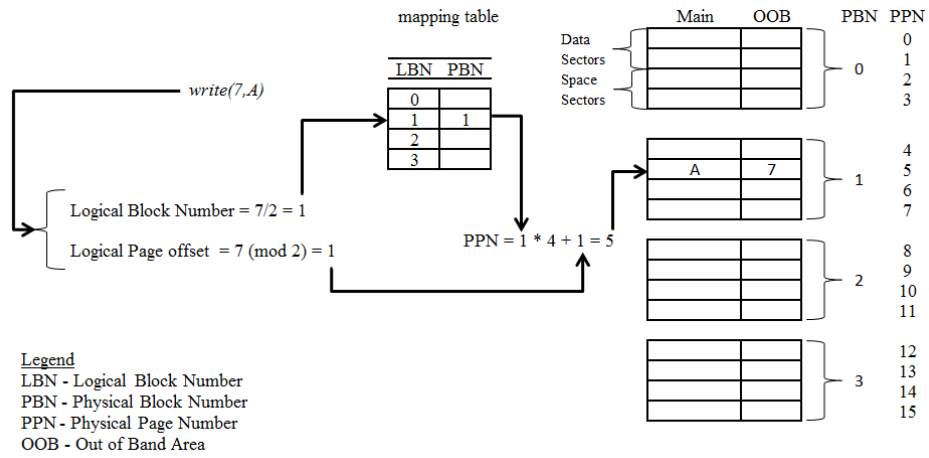 mapping table
Main OOB PBN PPN
Data
Sectors
Space
Sectors
0
0
1
2
3
write(7,A)
LBN PBN
0
1 1
2
3
A 7
1
4
5
6
7
Logical Block Number = 7/2 = 1
Logical Page offset = 7 (mod 2) = 1
PPN = 1 * 4 + 1 = 5
2
8
9
10
11
3
12
13
14
15
Legend
LBN - Logical Block Number
PBN - Physical Block Number
PPN - Physical Page Number
OOB - Out of Band Area